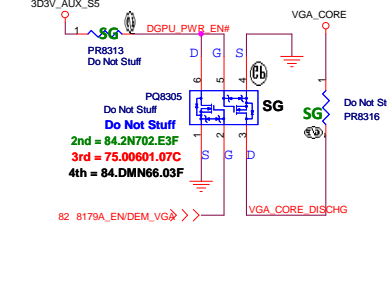 3D3V_AUX_S5
VGA_CORE
1
SG
DGPU_PWR_EN#
PR8313
Do Not Stuff
D G S
6 5 4
1
PQ8305
Do Not Stuff
Do Not Stuff
SG
SG
Do Not St
PR8316
2nd = 84.2N702.E3F
3rd = 75.00601.07C
4th = 84.DMN66.03F
1 2 3
2
S G D
82 8179A_EN/DEM_VGA
VGA_CORE_DISCHG